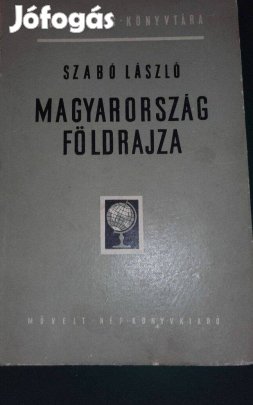 Jófogás
KÖNYVTÁRA
SZABÓ LÁSZLÓ
MAGYARORSZÁG
FÖLDRAJZA
MŰVELT · NÉP · KÖNYVKIADÓ